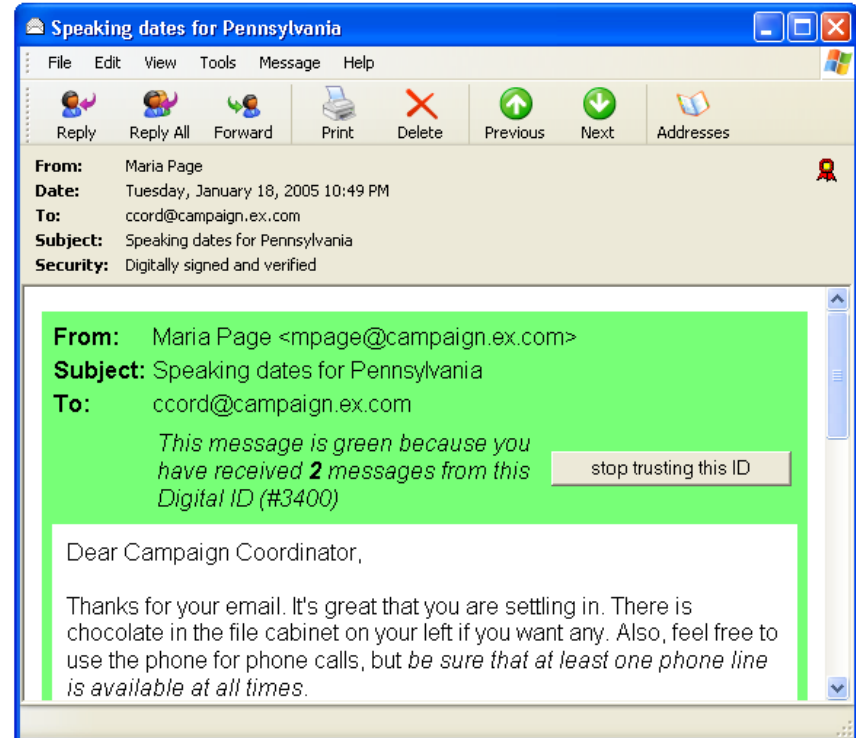 Speaking dates for Pennsylvania
File Edit View Tools Message Help
Reply Reply All Forward Print Delete Previous Next Addresses
From: Maria Page
Date: Tuesday, January 18, 2005 10:49 PM
To: ccord@campaign.ex.com
Subject: Speaking dates for Pennsylvania
Security: Digitally signed and verified
From: Maria Page <mpage@campaign.ex.com>
Subject: Speaking dates for Pennsylvania
To: ccord@campaign.ex.com
This message is green because you
have received 2 messages from this
Digital ID (#3400)
stop trusting this ID
Dear Campaign Coordinator,
Thanks for your email. It's great that you are settling in. There is
chocolate in the file cabinet on your left if you want any. Also, feel free to
use the phone for phone calls, but be sure that at least one phone line
is available at all times.